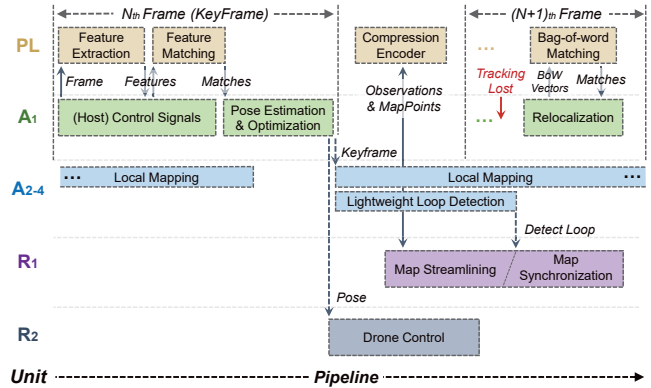 Nth Frame (KeyFrame)
(N+1)th Frame
PL
Feature
Extraction
Feature
Matching
Compression
Encoder
...
Bag-of-word
Matching
Frame
Features
Matches
Observations
& MapPoints
Tracking
Lost
BoW
Vectors
Matches
A1
(Host) Control Signals
Pose Estimation
& Optimization
...
Relocalization
Keyframe
A2-4
... Local Mapping
Local Mapping ...
Lightweight Loop Detection
Detect Loop
R1
Map Streamlining
Map
Synchronization
Pose
R2
Drone Control
Unit
Pipeline